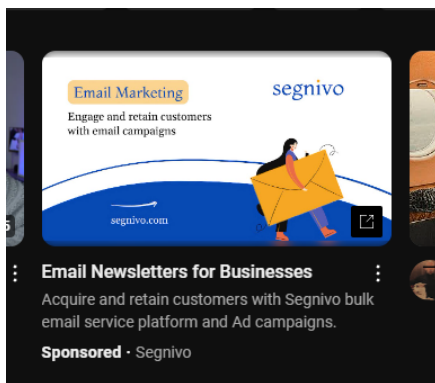 Email Marketing
segnivo
Engage and retain customers
with email campaigns
segnivo.com
Email Newsletters for Businesses
Acquire and retain customers with Segnivo bulk
email service platform and Ad campaigns.
Sponsored · Segnivo